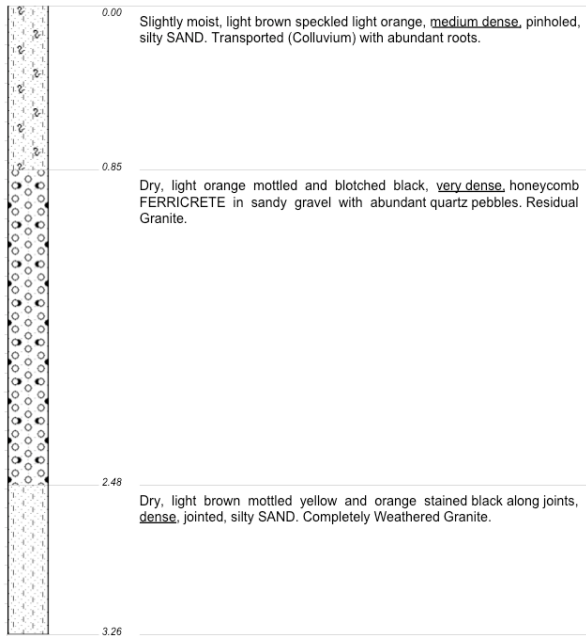 0.00
Slightly moist, light brown speckled light orange, medium dense, pinholed,
silty SAND. Transported (Colluvium) with abundant roots.
0.85
Dry, light orange mottled and blotched black, very dense, honeycomb
FERRICRETE in sandy gravel with abundant quartz pebbles. Residual
Granite.
2.48
Dry, light brown mottled yellow and orange stained black along joints,
dense, jointed, silty SAND. Completely Weathered Granite.
3.26